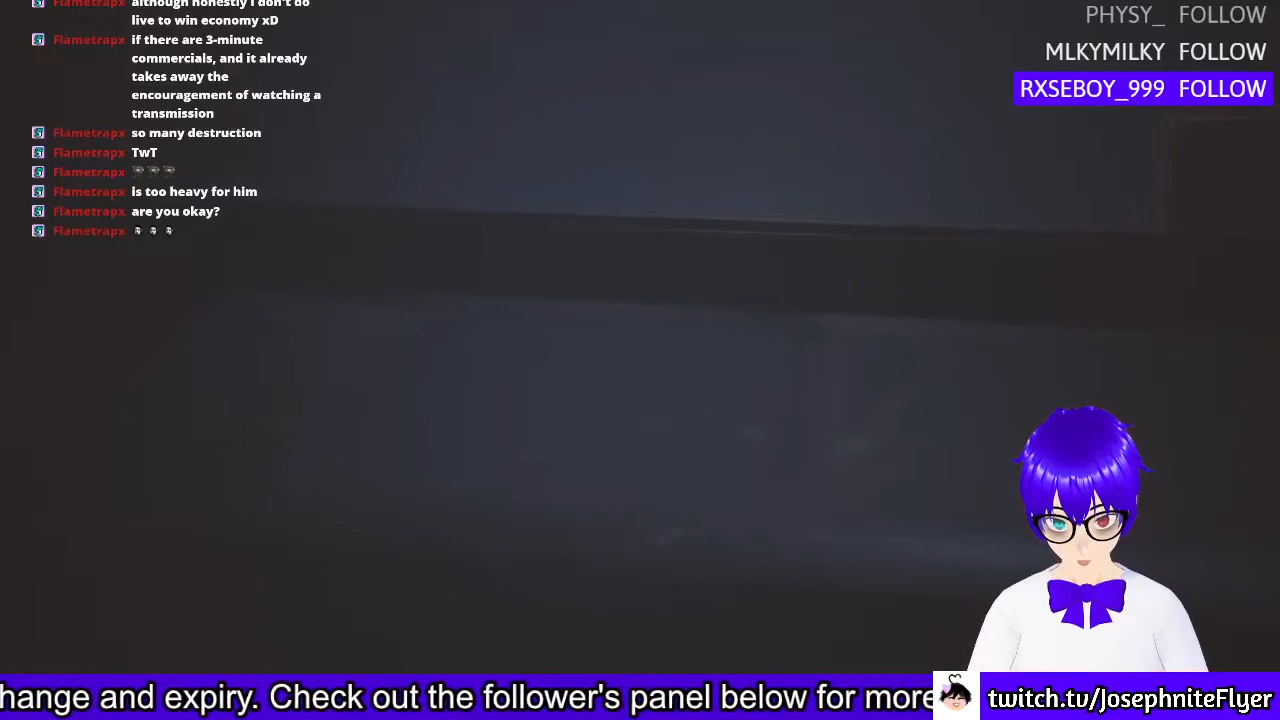 Flametrapx although honestly I don't do
live to win economy xD
Flametrapx if there are 3-minute
commercials, and it already
takes away the
encouragement of watching a
transmission
Flametrapx so many destruction
Flametrapx TwT
Flametrapx
Flametrapx is too heavy for him
Flametrapx are you okay?
Flametrapx
PHYSY_ FOLLOW
MLKYMILKY FOLLOW
RXSEBOY_999 FOLLOW
hange and expiry. Check out the follower's panel below for more
twitch.tv/JosephniteFlyer